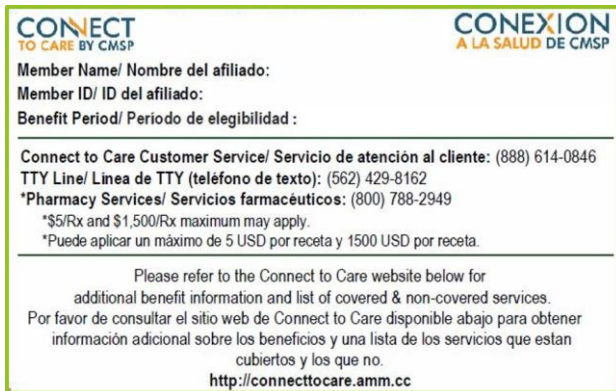 CONNECT
TO CARE BY CMSP
CONEXION
A LA SALUD DE CMSP
Member Name/ Nombre del afiliado:
Member ID/ ID del afiliado:
Benefit Period/ Periodo de elegibilidad :
Connect to Care Customer Service/ Servicio de atención al cliente: (888) 614-0846
TTY Line/ Línea de TTY (teléfono de texto): (562) 429-8162
*Pharmacy Services/ Servicios farmacéuticos: (800) 788-2949
*$5/Rx and $1,500/Rx maximum may apply.
*Puede aplicar un máximo de 5 USD por receta y 1500 USD por receta.
Please refer to the Connect to Care website below for
additional benefit information and list of covered & non-covered services.
Por favor de consultar el sitio web de Connect to Care disponible abajo para obtener
información adicional sobre los beneficios y una lista de los servicios que estan
cubiertos y los que no.
http://connecttocare.amm.cc